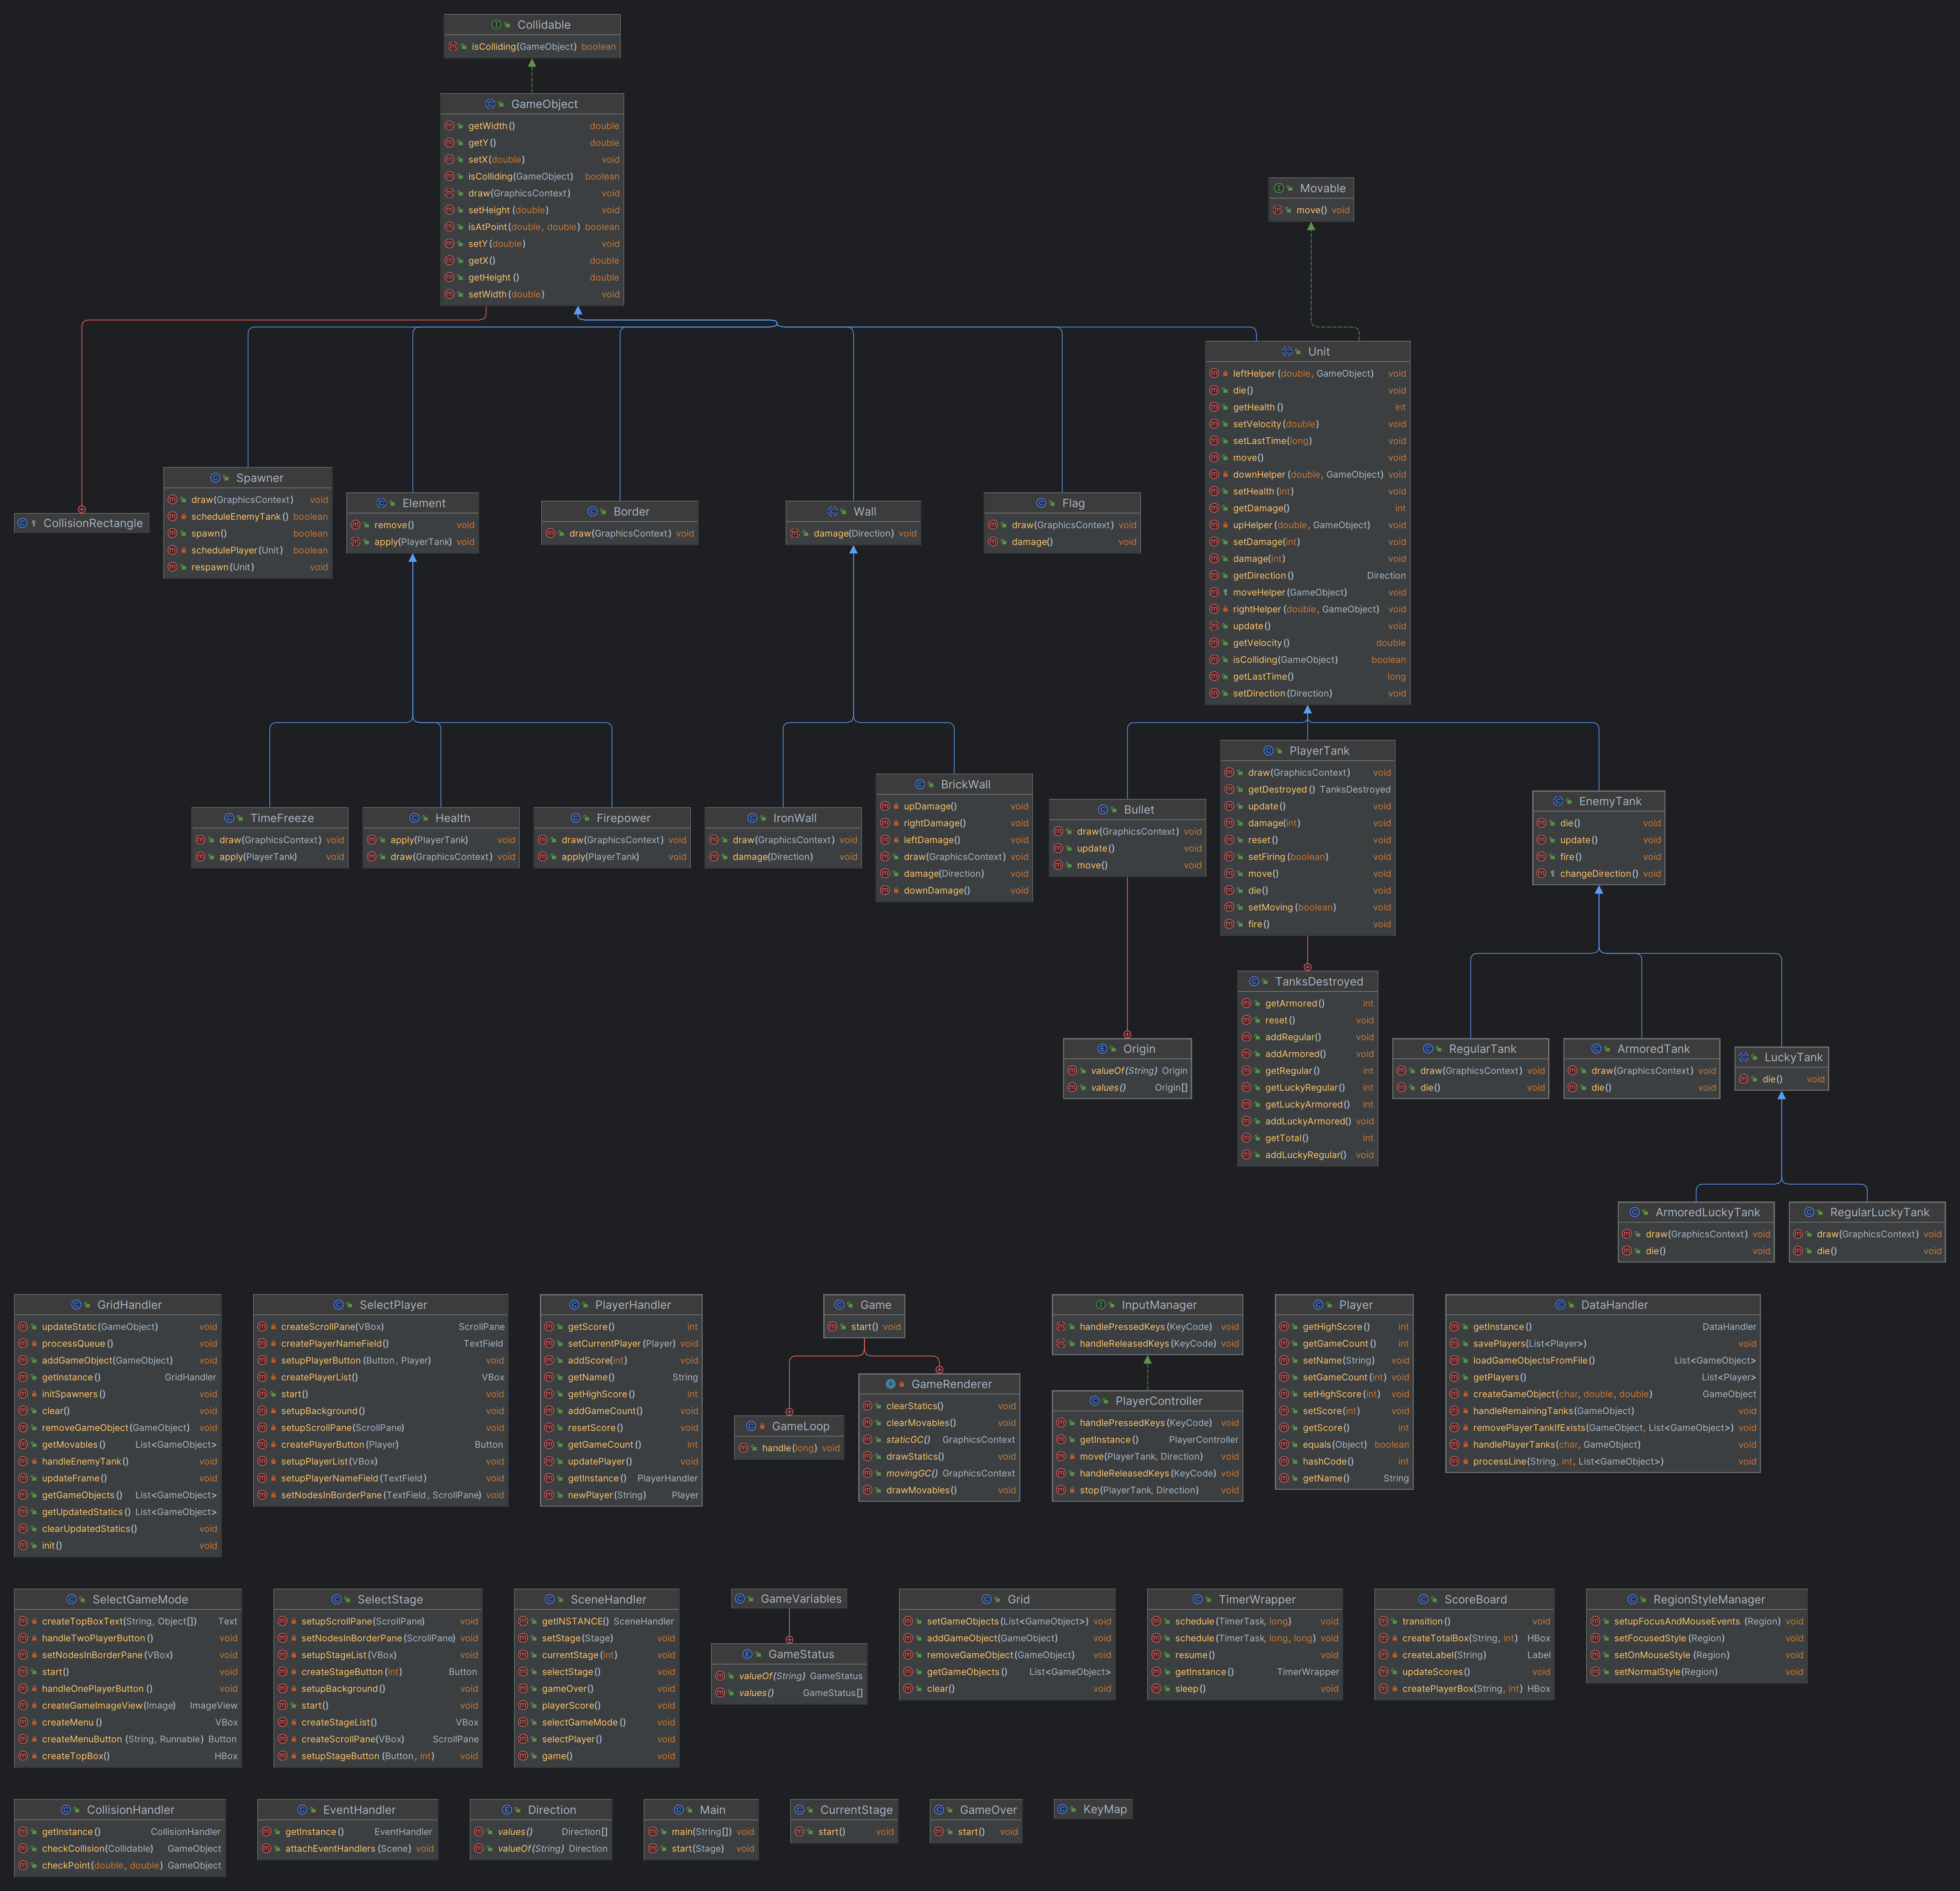 Collidable
isColliding(GameObject) boolean
GameObject
getWidth() double
getY() double
setX(double) void
isColliding(GameObject) boolean
draw(GraphicsContext) void
setHeight(double) void
isAtPoint(double, double) boolean
setY(double) void
getX() double
getHeight() double
setWidth(double) void
Movable
move() void
Unit
leftHelper(double, GameObject) void
die() void
getHealth() int
setVelocity(double) void
setLastTime(long) void
move() void
downHelper(double, GameObject) void
setHealth(int) void
getDamage() int
upHelper(double, GameObject) void
setDamage(int) void
damage(int) void
getDirection() Direction
moveHelper(GameObject) void
rightHelper(double, GameObject) void
update() void
getVelocity() double
isColliding(GameObject) boolean
getLastTime() long
setDirection(Direction) void
CollisionRectangle
Spawner
draw(GraphicsContext) void
scheduleEnemyTank() boolean
spawn() boolean
schedulePlayer(Unit) boolean
respawn(Unit) void
Element
remove() void
apply(PlayerTank) void
Border
draw(GraphicsContext) void
Wall
damage(Direction) void
Flag
draw(GraphicsContext) void
damage() void
TimeFreeze
draw(GraphicsContext) void
apply(PlayerTank) void
Health
apply(PlayerTank) void
draw(GraphicsContext) void
Firepower
draw(GraphicsContext) void
apply(PlayerTank) void
IronWall
draw(GraphicsContext) void
damage(Direction) void
BrickWall
upDamage() void
rightDamage() void
leftDamage() void
draw(GraphicsContext) void
damage(Direction) void
downDamage() void
Bullet
draw(GraphicsContext) void
update() void
move() void
PlayerTank
draw(GraphicsContext) void
getDestroyed() TanksDestroyed
update() void
damage(int) void
reset() void
setFiring(boolean) void
move() void
die() void
setMoving(boolean) void
fire() void
EnemyTank
die() void
update() void
fire() void
changeDirection() void
Origin
valueOf(String) Origin
values() Origin[]
TanksDestroyed
getArmored() int
reset() void
addRegular() void
addArmored() void
getRegular() int
getLuckyRegular() int
getLuckyArmored() int
addLuckyArmored() void
getTotal() int
addLuckyRegular() void
RegularTank
draw(GraphicsContext) void
die() void
ArmoredTank
draw(GraphicsContext) void
die() void
LuckyTank
die() void
ArmoredLuckyTank
draw(GraphicsContext) void
die() void
RegularLuckyTank
draw(GraphicsContext) void
die() void
GridHandler
updateStatic(GameObject) void
processQueue() void
addGameObject(GameObject) void
getInstance() GridHandler
initSpawners() void
clear() void
removeGameObject(GameObject) void
getMovables() List<GameObject>
handleEnemyTank() void
updateFrame() void
getGameObjects() List<GameObject>
getUpdatedStatics() List<GameObject>
clearUpdatedStatics() void
init() void
SelectPlayer
createScrollPane(VBox) ScrollPane
createPlayerNameField() TextField
setupPlayerButton(Button, Player) void
createPlayerList() VBox
start() void
setupBackground() void
setupScrollPane(ScrollPane) void
createPlayerButton(Player) Button
setupPlayerList(VBox) void
setupPlayerNameField(TextField) void
setNodesInBorderPane(TextField, ScrollPane) void
PlayerHandler
getScore() int
setCurrentPlayer(Player) void
addScore(int) void
getName() String
getHighScore() int
addGameCount() void
resetScore() void
getGameCount() int
updatePlayer() void
getInstance() PlayerHandler
newPlayer(String) Player
Game
start() void
GameLoop
handle(long) void
GameRenderer
clearStatics() void
clearMovables() void
staticGC() GraphicsContext
drawStatics() void
movingGC() GraphicsContext
drawMovables() void
InputManager
handlePressedKeys(KeyCode) void
handleReleasedKeys(KeyCode) void
PlayerController
handlePressedKeys(KeyCode) void
getInstance() PlayerController
move(PlayerTank, Direction) void
handleReleasedKeys(KeyCode) void
stop(PlayerTank, Direction) void
Player
getHighScore() int
getGameCount() int
setName(String) void
setGameCount(int) void
setHighScore(int) void
setScore(int) void
getScore() int
equals(Object) boolean
hashCode() int
getName() String
DataHandler
getInstance() DataHandler
savePlayers(List<Player>) void
loadGameObjectsFromFile() List<GameObject>
getPlayers() List<Player>
createGameObject(char, double, double) GameObject
handleRemainingTanks(GameObject) void
removePlayerTankIfExists(GameObject, List<GameObject>) void
handlePlayerTanks(char, GameObject) void
processLine(String, int, List<GameObject>) void
SelectGameMode
createTopBoxText(String, Object[]) Text
handleTwoPlayerButton() void
setNodesInBorderPane(VBox) void
start() void
handleOnePlayerButton() void
createGameImageView(Image) ImageView
createMenu() VBox
createMenuButton(String, Runnable) Button
createTopBox() HBox
SelectStage
setupScrollPane(ScrollPane) void
setNodesInBorderPane(ScrollPane) void
setupStageList(VBox) void
createStageButton(int) Button
setupBackground() void
start() void
createStageList() VBox
createScrollPane(VBox) ScrollPane
setupStageButton(Button, int) void
SceneHandler
getINSTANCE() SceneHandler
setStage(Stage) void
currentStage(int) void
selectStage() void
gameOver() void
playerScore() void
selectGameMode() void
selectPlayer() void
game() void
GameVariables
GameStatus
valueOf(String) GameStatus
values() GameStatus[]
Grid
setGameObjects(List<GameObject>) void
addGameObject(GameObject) void
removeGameObject(GameObject) void
getGameObjects() List<GameObject>
clear() void
TimerWrapper
schedule(TimerTask, long) void
schedule(TimerTask, long, long) void
resume() void
getInstance() TimerWrapper
sleep() void
ScoreBoard
transition() void
createTotalBox(String, int) HBox
createLabel(String) Label
updateScores() void
createPlayerBox(String, int) HBox
RegionStyleManager
setupFocusAndMouseEvents(Region) void
setFocusedStyle(Region) void
setOnMouseStyle(Region) void
setNormalStyle(Region) void
CollisionHandler
getInstance() CollisionHandler
checkCollision(Collidable) GameObject
checkPoint(double, double) GameObject
EventHandler
getInstance() EventHandler
attachEventHandlers(Scene) void
Direction
values() Direction[]
valueOf(String) Direction
Main
main(String[]) void
start(Stage) void
CurrentStage
start() void
GameOver
start() void
KeyMap